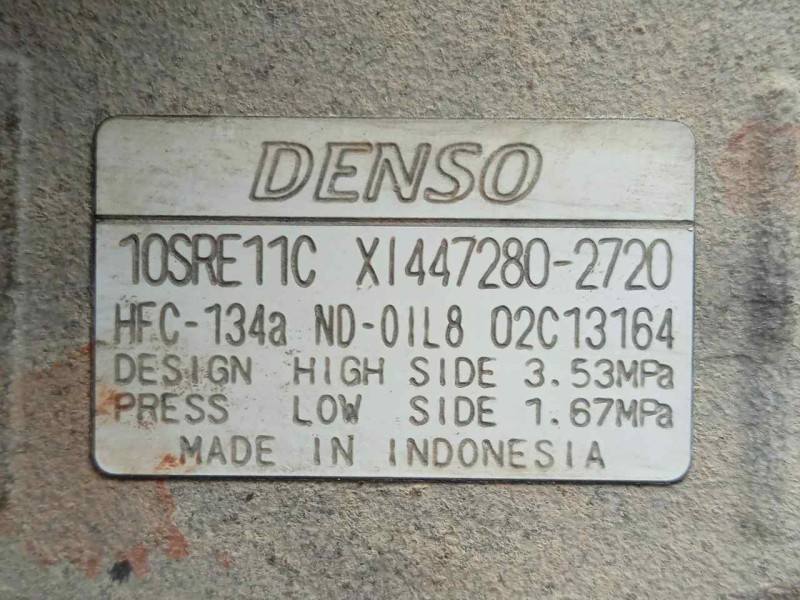 DENSO
10SRE11C XI447280-2720
HFC-134a ND-OIL8 02C13164
DESIGN HIGH SIDE 3.53MPa
PRESS LOW SIDE 1.67MPa
MADE IN INDONESIA